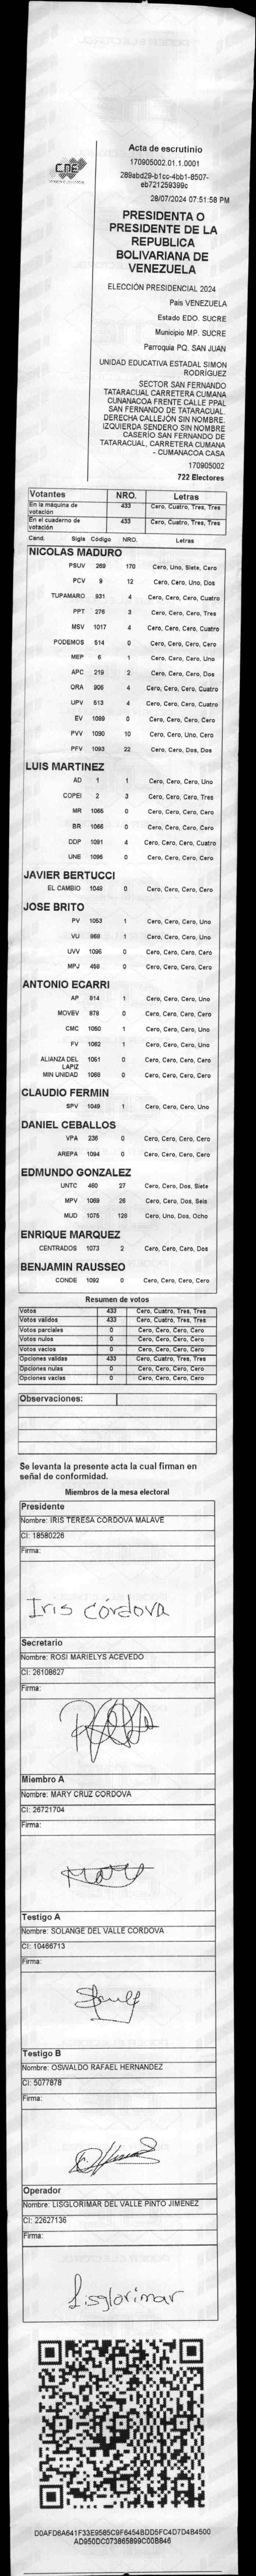 CNE
Acta de escrutinio
170905002.01.1.0001
289abd29-b1cc-4bb1-8507-
eb721259399c
28/07/2024 07:51:58 PM
PRESIDENTA O
PRESIDENTE DE LA
REPUBLICA
BOLIVARIANA DE
VENEZUELA
ELECCIÓN PRESIDENCIAL 2024
País VENEZUELA
Estado EDO. SUCRE
Municipio MP. SUCRE
Parroquia PQ. SAN JUAN
UNIDAD EDUCATIVA ESTADAL SIMON
RODRÍGUEZ
SECTOR SAN FERNANDO
TATARACUAL CARRETERA CUMANA
CUNANACOA FRENTE CALLE PPAL
SAN FERNANDO DE TATARACUAL.
DERECHA CALLEJÓN SIN NOMBRE.
IZQUIERDA SENDERO SIN NOMBRE
CASERÍO SAN FERNANDO DE
TATARACUAL, CARRETERA CUMANA
- CUMANACOA CASA
170905002
722 Electores
Votantes NRO. Letras
En la máquina de votación 433 Cero, Cuatro, Tres, Tres
En el cuaderno de votación 433 Cero, Cuatro, Tres, Tres
Cand. Sigla Código NRO. Letras
NICOLAS MADURO
PSUV 269 170 Cero, Uno, Siete, Cero
PCV 9 12 Cero, Cero, Uno, Dos
TUPAMARO 931 4 Cero, Cero, Cero, Cuatro
PPT 276 3 Cero, Cero, Cero, Tres
MSV 1017 4 Cero, Cero, Cero, Cuatro
PODEMOS 514 0 Cero, Cero, Cero, Cero
MEP 6 1 Cero, Cero, Cero, Uno
APC 219 2 Cero, Cero, Cero, Dos
ORA 906 4 Cero, Cero, Cero, Cuatro
UPV 613 4 Cero, Cero, Cero, Cuatro
EV 1089 0 Cero, Cero, Cero, Cero
PVV 1090 10 Cero, Cero, Uno, Cero
PFV 1093 22 Cero, Cero, Dos, Dos
LUIS MARTINEZ
AD 1 1 Cero, Cero, Cero, Uno
COPEI 2 3 Cero, Cero, Cero, Tres
MR 1065 0 Cero, Cero, Cero, Cero
BR 1066 0 Cero, Cero, Cero, Cero
DDP 1091 4 Cero, Cero, Cero, Cuatro
UNE 1095 0 Cero, Cero, Cero, Cero
JAVIER BERTUCCI
EL CAMBIO 1048 0 Cero, Cero, Cero, Cero
JOSE BRITO
PV 1053 1 Cero, Cero, Cero, Uno
VU 968 1 Cero, Cero, Cero, Uno
UVV 1096 0 Cero, Cero, Cero, Cero
MPJ 458 0 Cero, Cero, Cero, Cero
ANTONIO ECARRI
AP 814 1 Cero, Cero, Cero, Uno
MOVEV 878 0 Cero, Cero, Cero, Cero
CMC 1050 1 Cero, Cero, Cero, Uno
FV 1062 1 Cero, Cero, Cero, Uno
ALIANZA DEL LAPIZ 1061 0 Cero, Cero, Cero, Cero
MIN UNIDAD 1068 0 Cero, Cero, Cero, Cero
CLAUDIO FERMIN
SPV 1049 1 Cero, Cero, Cero, Uno
DANIEL CEBALLOS
VPA 236 0 Cero, Cero, Cero, Cero
AREPA 1094 0 Cero, Cero, Cero, Cero
EDMUNDO GONZALEZ
UNTC 460 27 Cero, Cero, Dos, Siete
MPV 1069 26 Cero, Cero, Dos, Seis
MUD 1075 128 Cero, Uno, Dos, Ocho
ENRIQUE MARQUEZ
CENTRADOS 1073 2 Cero, Cero, Cero, Dos
BENJAMIN RAUSSEO
CONDE 1092 0 Cero, Cero, Cero, Cero
Resumen de votos
Votos 433 Cero, Cuatro, Tres, Tres
Votos validos 433 Cero, Cuatro, Tres, Tres
Votos parciales 0 Cero, Cero, Cero, Cero
Votos nulos 0 Cero, Cero, Cero, Cero
Votos vacios 0 Cero, Cero, Cero, Cero
Opciones validas 433 Cero, Cuatro, Tres, Tres
Opciones nulas 0 Cero, Cero, Cero, Cero
Opciones vacias 0 Cero, Cero, Cero, Cero
Observaciones:
Se levanta la presente acta la cual firman en
señal de conformidad.
Miembros de la mesa electoral
Presidente
Nombre: IRIS TERESA CORDOVA MALAVE
CI: 18580226
Firma:
Iris córdova
Secretario
Nombre: ROSI MARIELYS ACEVEDO
CI: 26108627
Firma:
Miembro A
Nombre: MARY CRUZ CORDOVA
CI: 26721704
Firma:
Mary
Testigo A
Nombre: SOLANGE DEL VALLE CORDOVA
CI: 10466713
Firma:
Testigo B
Nombre: OSWALDO RAFAEL HERNANDEZ
CI: 5077878
Firma:
Operador
Nombre: LISGLORIMAR DEL VALLE PINTO JIMENEZ
CI: 22627136
Firma:
Lisglorimar
D0AFD6A641F33E9585C9F6454BDD5FC4D7D4B4500
AD950DC073865899C00BB46